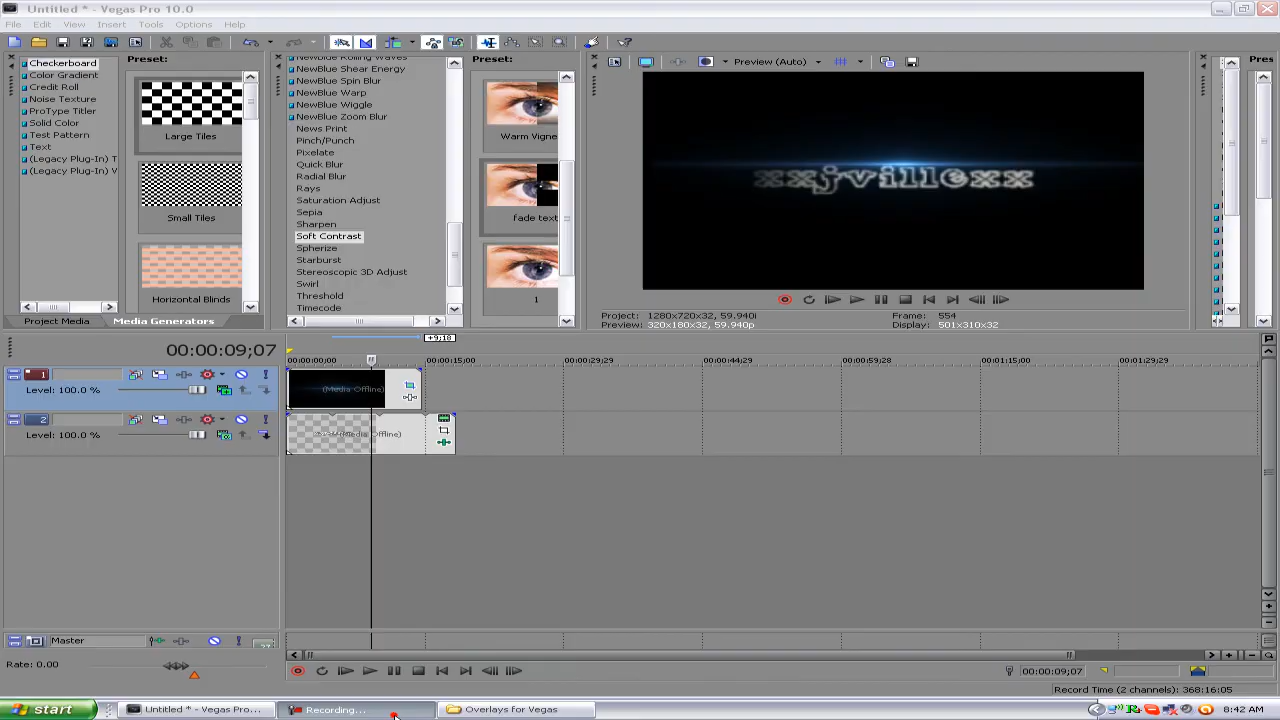 Untitled * - Vegas Pro 10.0
File Edit View Insert Tools Options Help
Checkerboard
Color Gradient
Credit Roll
Noise Texture
ProType Titler
Solid Color
Test Pattern
Text
(Legacy Plug-In) T
(Legacy Plug-In) V
Preset:
Large Tiles
Small Tiles
Horizontal Blinds
Project Media Media Generators
NewBlue Rolling Waves
NewBlue Shear Energy
NewBlue Spin Blur
NewBlue Warp
NewBlue Wiggle
NewBlue Zoom Blur
News Print
Pinch/Punch
Pixelate
Quick Blur
Radial Blur
Rays
Saturation Adjust
Sepia
Sharpen
Soft Contrast
Spherize
Starburst
Stereoscopic 3D Adjust
Swirl
Threshold
Timecode
Preset:
Warm Vigne
fade text
1
Preview (Auto)
xxjvillexx
Project: 1280x720x32, 59.940i
Preview: 320x180x32, 59.940p
Frame: 554
Display: 501x310x32
Pres
00:00:09;07
+9;18
00:00:00;00 00:00:15;00 00:00:29;29 00:00:44;29 00:00:59;28 00:01:15;00 00:01:29;29
1
Level: 100.0 %
(Media Offline)
2
Level: 100.0 %
(Media Offline)
Master
Rate: 0.00
00:00:09;07
Record Time (2 channels): 368:16:05
start
Untitled * - Vegas Pro...
Recording...
Overlays for Vegas
8:42 AM